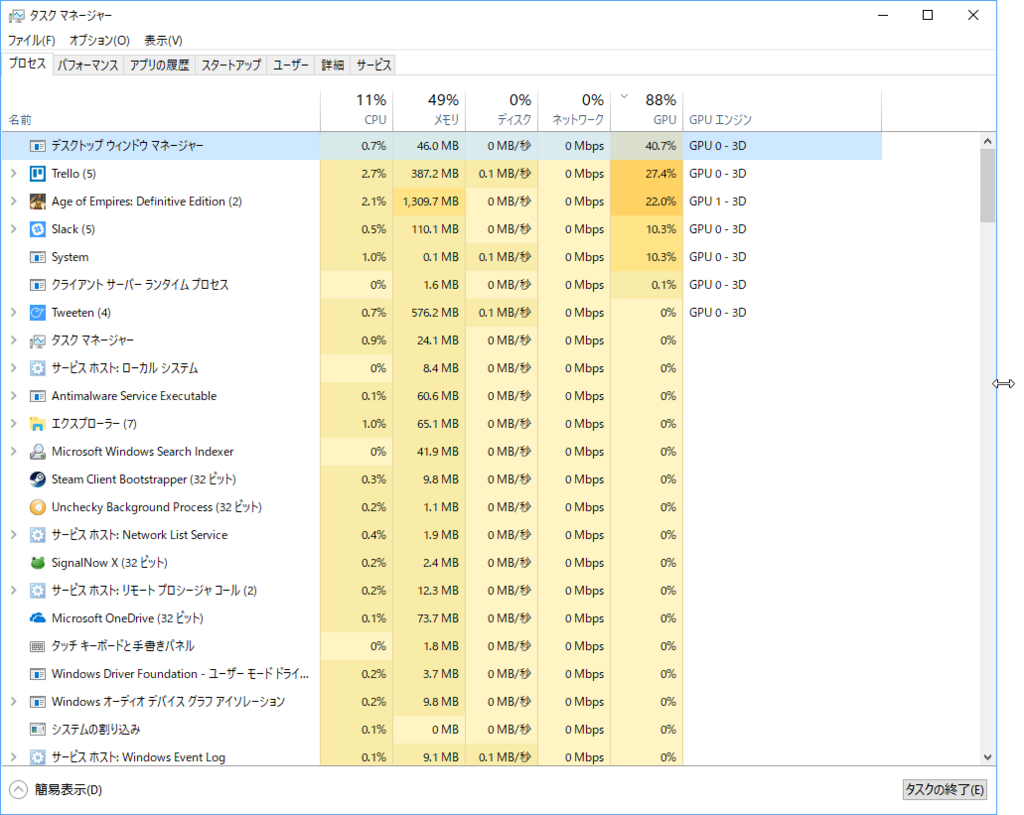 タスク マネージャー
ファイル(F) オプション(O) 表示(V)
プロセス パフォーマンス アプリの履歴 スタートアップ ユーザー 詳細 サービス
11% 49% 0% 0% 88%
名前 CPU メモリ ディスク ネットワーク GPU GPU エンジン
デスクトップ ウィンドウ マネージャー 0.7% 46.0 MB 0 MB/秒 0 Mbps 40.7% GPU 0 - 3D
Trello (5) 2.7% 387.2 MB 0.1 MB/秒 0 Mbps 27.4% GPU 0 - 3D
Age of Empires: Definitive Edition (2) 2.1% 1,309.7 MB 0 MB/秒 0 Mbps 22.0% GPU 1 - 3D
Slack (5) 0.5% 110.1 MB 0 MB/秒 0 Mbps 10.3% GPU 0 - 3D
System 1.0% 0.1 MB 0.1 MB/秒 0 Mbps 10.3% GPU 0 - 3D
クライアント サーバー ランタイム プロセス 0% 1.6 MB 0 MB/秒 0 Mbps 0.1% GPU 0 - 3D
Tweeten (4) 0.7% 576.2 MB 0.1 MB/秒 0 Mbps 0% GPU 0 - 3D
タスク マネージャー 0.9% 24.1 MB 0 MB/秒 0 Mbps 0%
サービス ホスト: ローカル システム 0% 8.4 MB 0 MB/秒 0 Mbps 0%
Antimalware Service Executable 0.1% 60.6 MB 0 MB/秒 0 Mbps 0%
エクスプローラー (7) 1.0% 65.1 MB 0 MB/秒 0 Mbps 0%
Microsoft Windows Search Indexer 0% 41.9 MB 0 MB/秒 0 Mbps 0%
Steam Client Bootstrapper (32 ビット) 0.3% 9.8 MB 0 MB/秒 0 Mbps 0%
Unchecky Background Process (32 ビット) 0.2% 1.1 MB 0 MB/秒 0 Mbps 0%
サービス ホスト: Network List Service 0.4% 1.9 MB 0 MB/秒 0 Mbps 0%
SignalNow X (32 ビット) 0.2% 2.4 MB 0 MB/秒 0 Mbps 0%
サービス ホスト: リモート プロシージャ コール (2) 0.2% 12.3 MB 0 MB/秒 0 Mbps 0%
Microsoft OneDrive (32 ビット) 0.1% 73.7 MB 0 MB/秒 0 Mbps 0%
タッチ キーボードと手書きパネル 0% 1.8 MB 0 MB/秒 0 Mbps 0%
Windows Driver Foundation - ユーザー モード ドライ... 0.2% 3.7 MB 0 MB/秒 0 Mbps 0%
Windows オーディオ デバイス グラフ アイソレーション 0.2% 9.8 MB 0 MB/秒 0 Mbps 0%
システムの割り込み 0.1% 0 MB 0 MB/秒 0 Mbps 0%
サービス ホスト: Windows Event Log 0.1% 9.1 MB 0.1 MB/秒 0 Mbps 0%
簡易表示(D) タスクの終了(E)